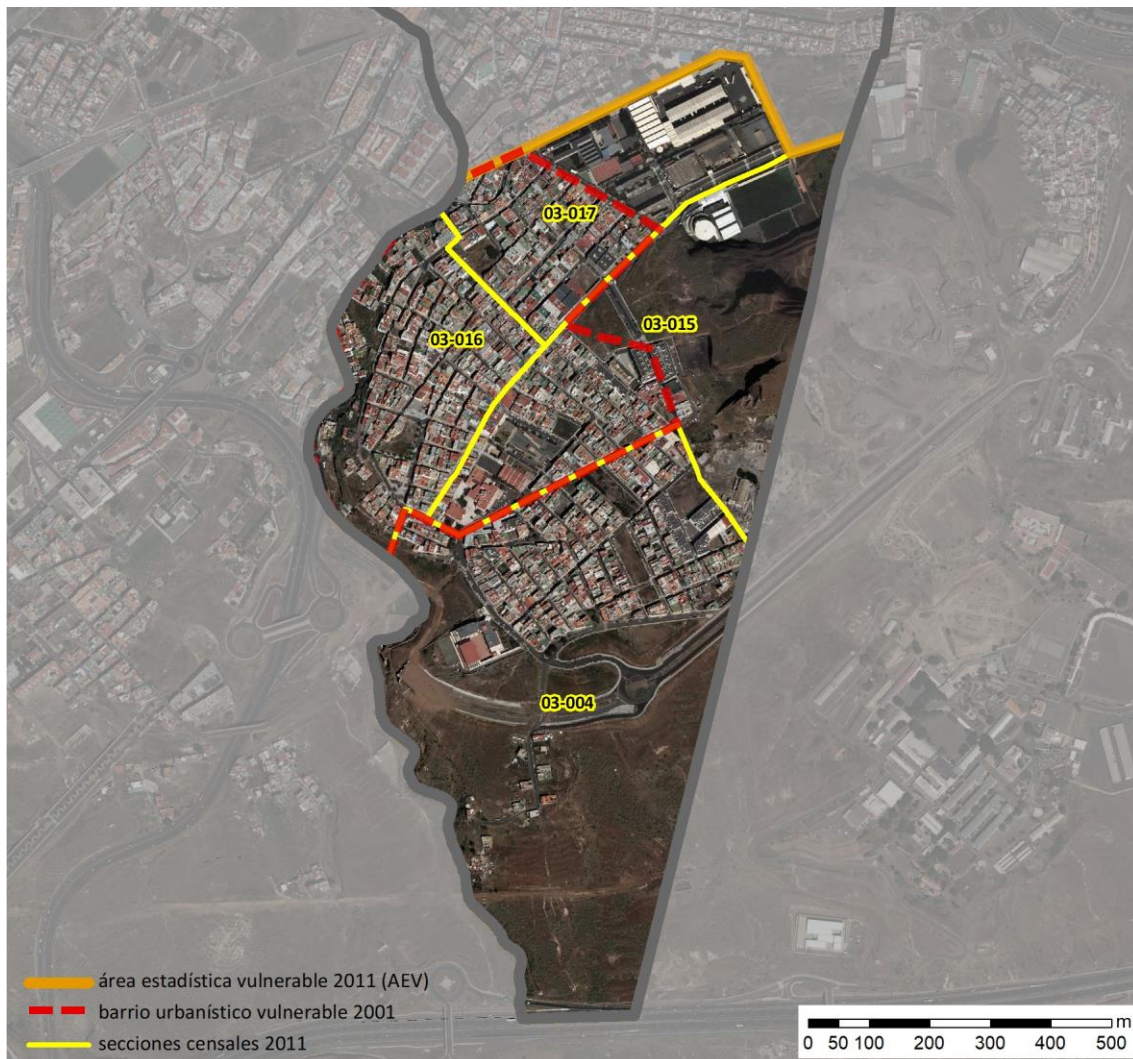 03-017
03-015
03-016
03-004
área estadística vulnerable 2011 (AEV)
barrio urbanístico vulnerable 2001
secciones censales 2011
m
0 50 100 200 300 400 500